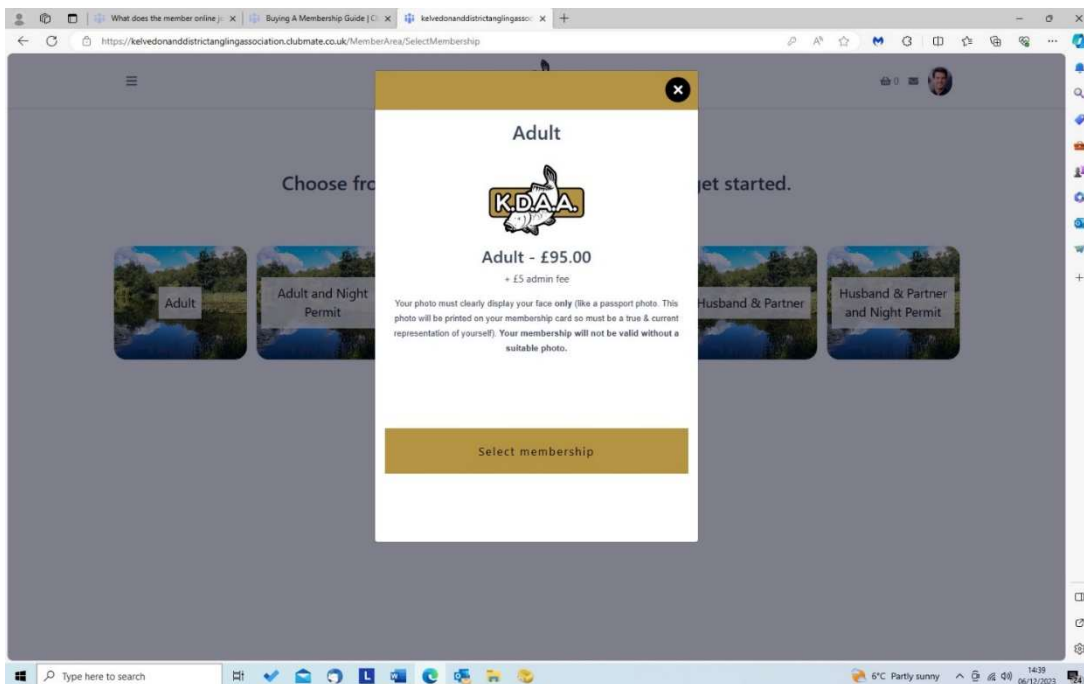 What does the member online j
Buying A Membership Guide | C
kelvedonanddistrictanglingassoc
https://kelvedonanddistrictanglingassociation.clubmate.co.uk/MemberArea/SelectMembership
0
Adult
Choose fro
get started.
K.D.A.A.
Adult - £95.00
+ £5 admin fee
Your photo must clearly display your face only (like a passport photo. This
photo will be printed on your membership card so must be a true & current
representation of yourself). Your membership will not be valid without a
suitable photo.
Adult
Adult and Night
Permit
Husband & Partner
Husband & Partner
and Night Permit
Select membership
Type here to search
6°C Partly sunny
14:39
06/12/2023